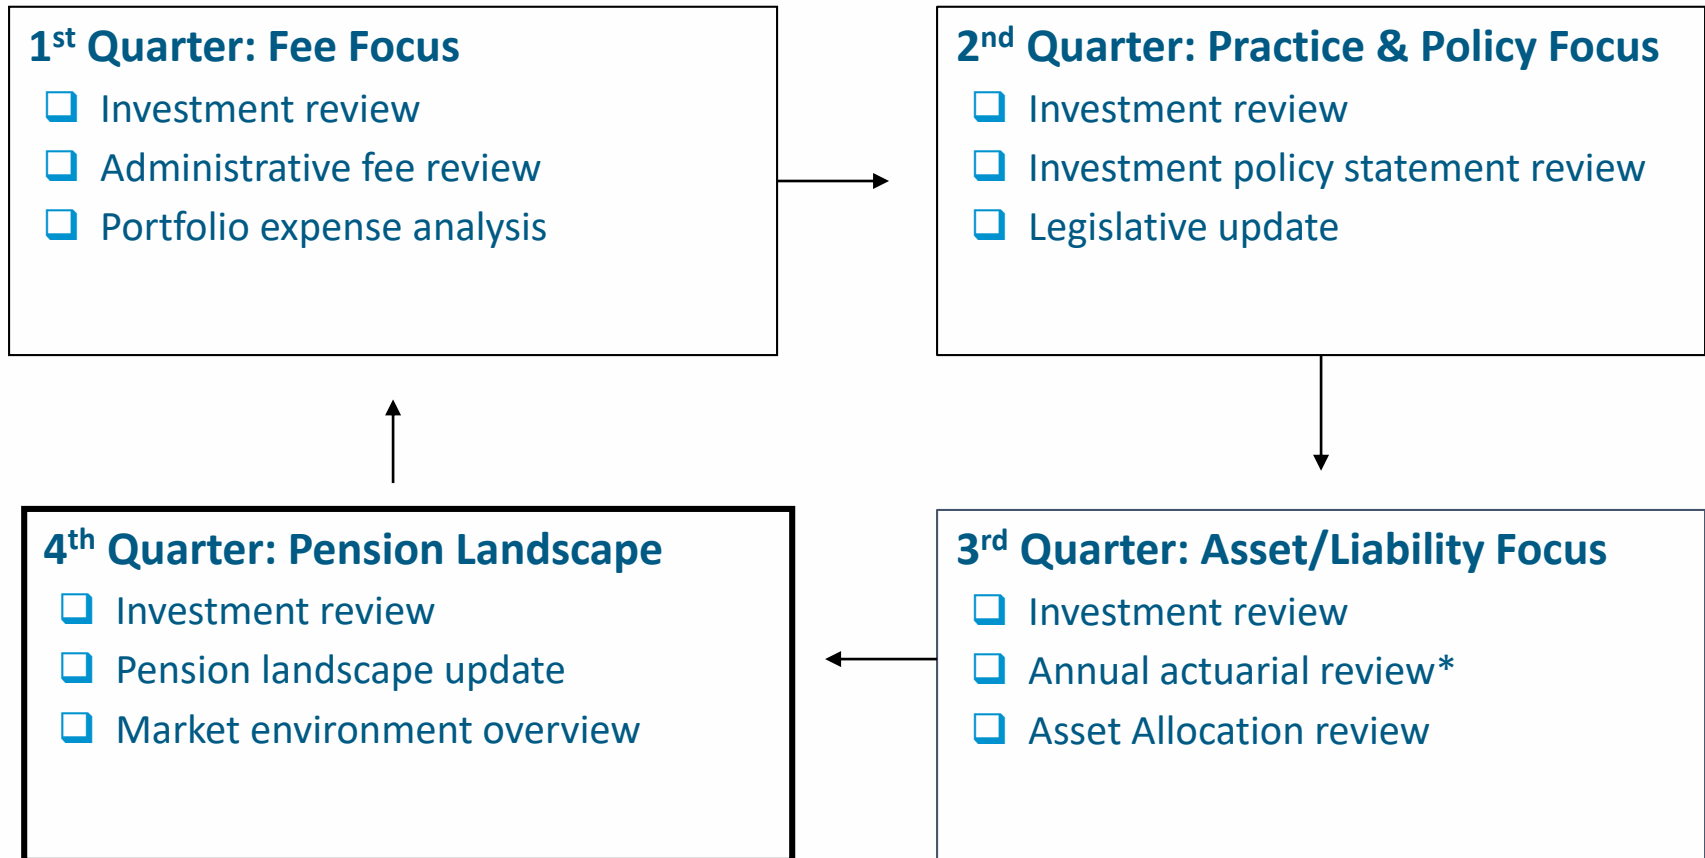 1st Quarter: Fee Focus
Investment review
Administrative fee review
Portfolio expense analysis
2nd Quarter: Practice & Policy Focus
Investment review
Investment policy statement review
Legislative update
3rd Quarter: Asset/Liability Focus
Investment review
Annual actuarial review*
Asset Allocation review
4th Quarter: Pension Landscape
Investment review
Pension landscape update
Market environment overview